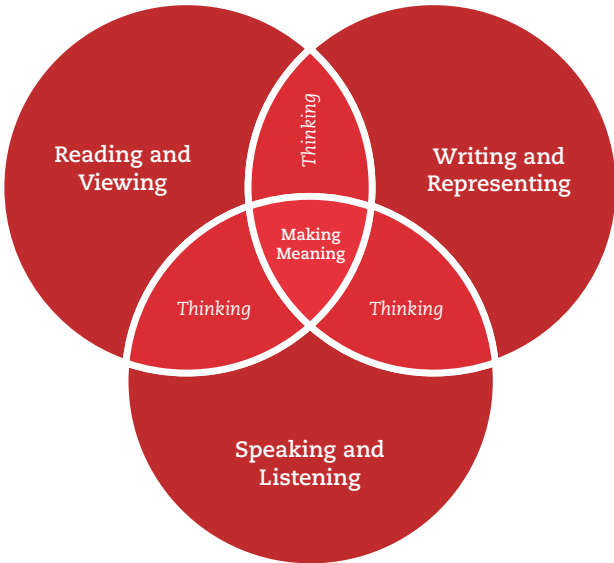 Thinking
Reading and
Viewing
Writing and
Representing
Making
Meaning
Thinking
Thinking
Speaking and
Listening